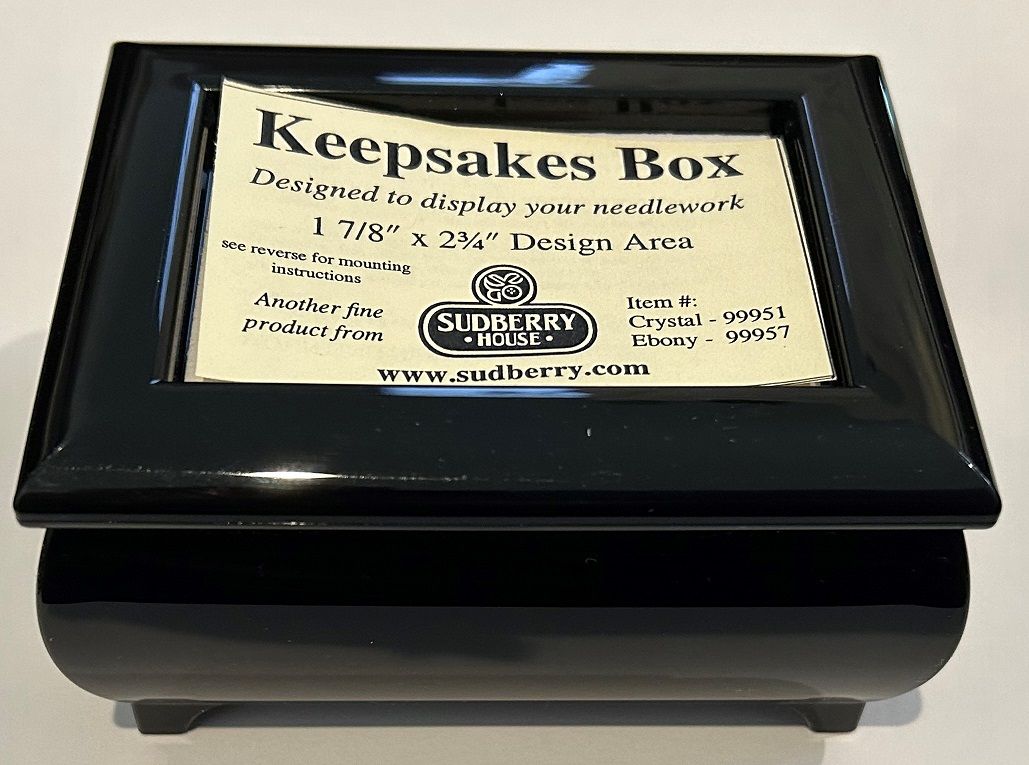 Keepsakes Box
Designed to display your needlework
1 7/8" x 2¾" Design Area
see reverse for mounting
instructions
Another fine
product from
SUDBERRY
• HOUSE •
Item #:
Crystal - 99951
Ebony - 99957
www.sudberry.com